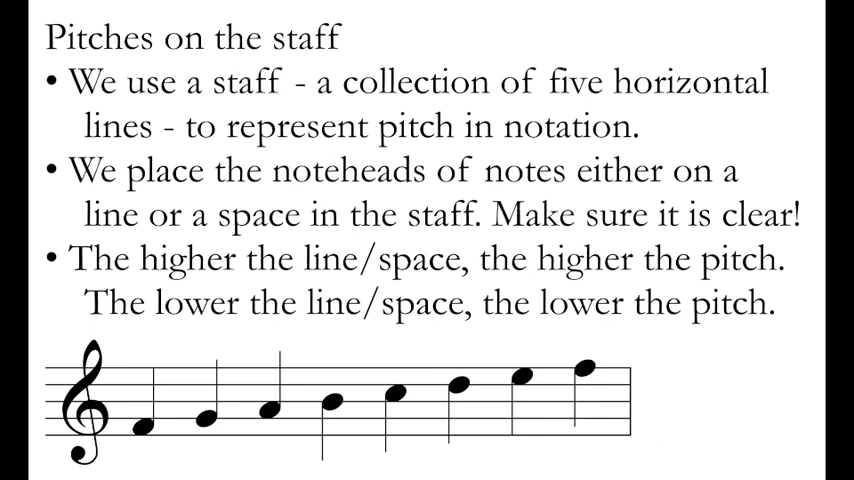 Pitches on the staff
• We use a staff - a collection of five horizontal
lines - to represent pitch in notation.
• We place the noteheads of notes either on a
line or a space in the staff. Make sure it is clear!
• The higher the line/space, the higher the pitch.
The lower the line/space, the lower the pitch.